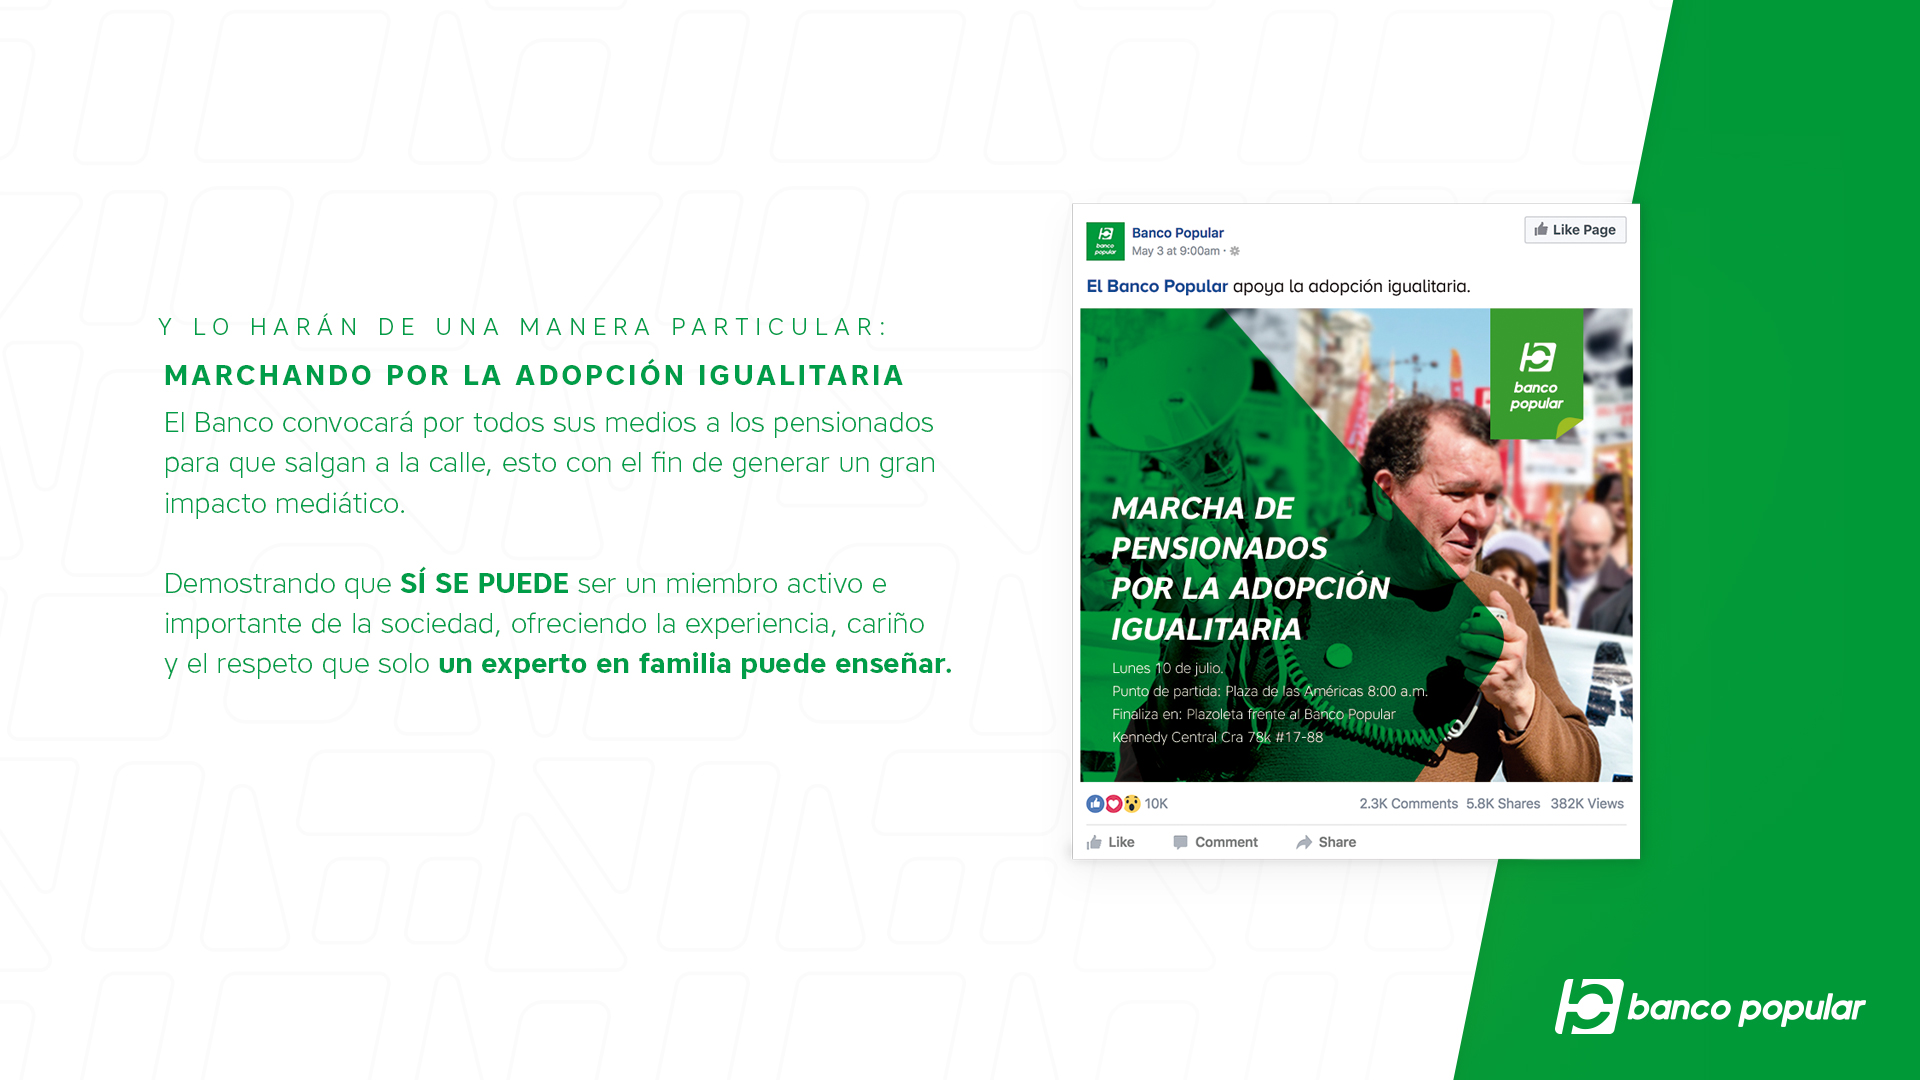 Y LO HARÁN DE UNA MANERA PARTICULAR:
MARCHANDO POR LA ADOPCIÓN IGUALITARIA
El Banco convocará por todos sus medios a los pensionados
para que salgan a la calle, esto con el fin de generar un gran
impacto mediático.
Demostrando que SÍ SE PUEDE ser un miembro activo e
importante de la sociedad, ofreciendo la experiencia, cariño
y el respeto que solo un experto en familia puede enseñar.
banco
popular
Banco Popular
May 3 at 9:00am
Like Page
El Banco Popular apoya la adopción igualitaria.
banco
popular
MARCHA DE
PENSIONADOS
POR LA ADOPCIÓN
IGUALITARIA
Lunes 10 de julio.
Punto de partida: Plaza de las Américas 8:00 a.m.
Finaliza en: Plazoleta frente al Banco Popular
Kennedy Central Cra 78k #17-88
10K
2.3K Comments 5.8K Shares 382K Views
Like Comment Share
banco popular